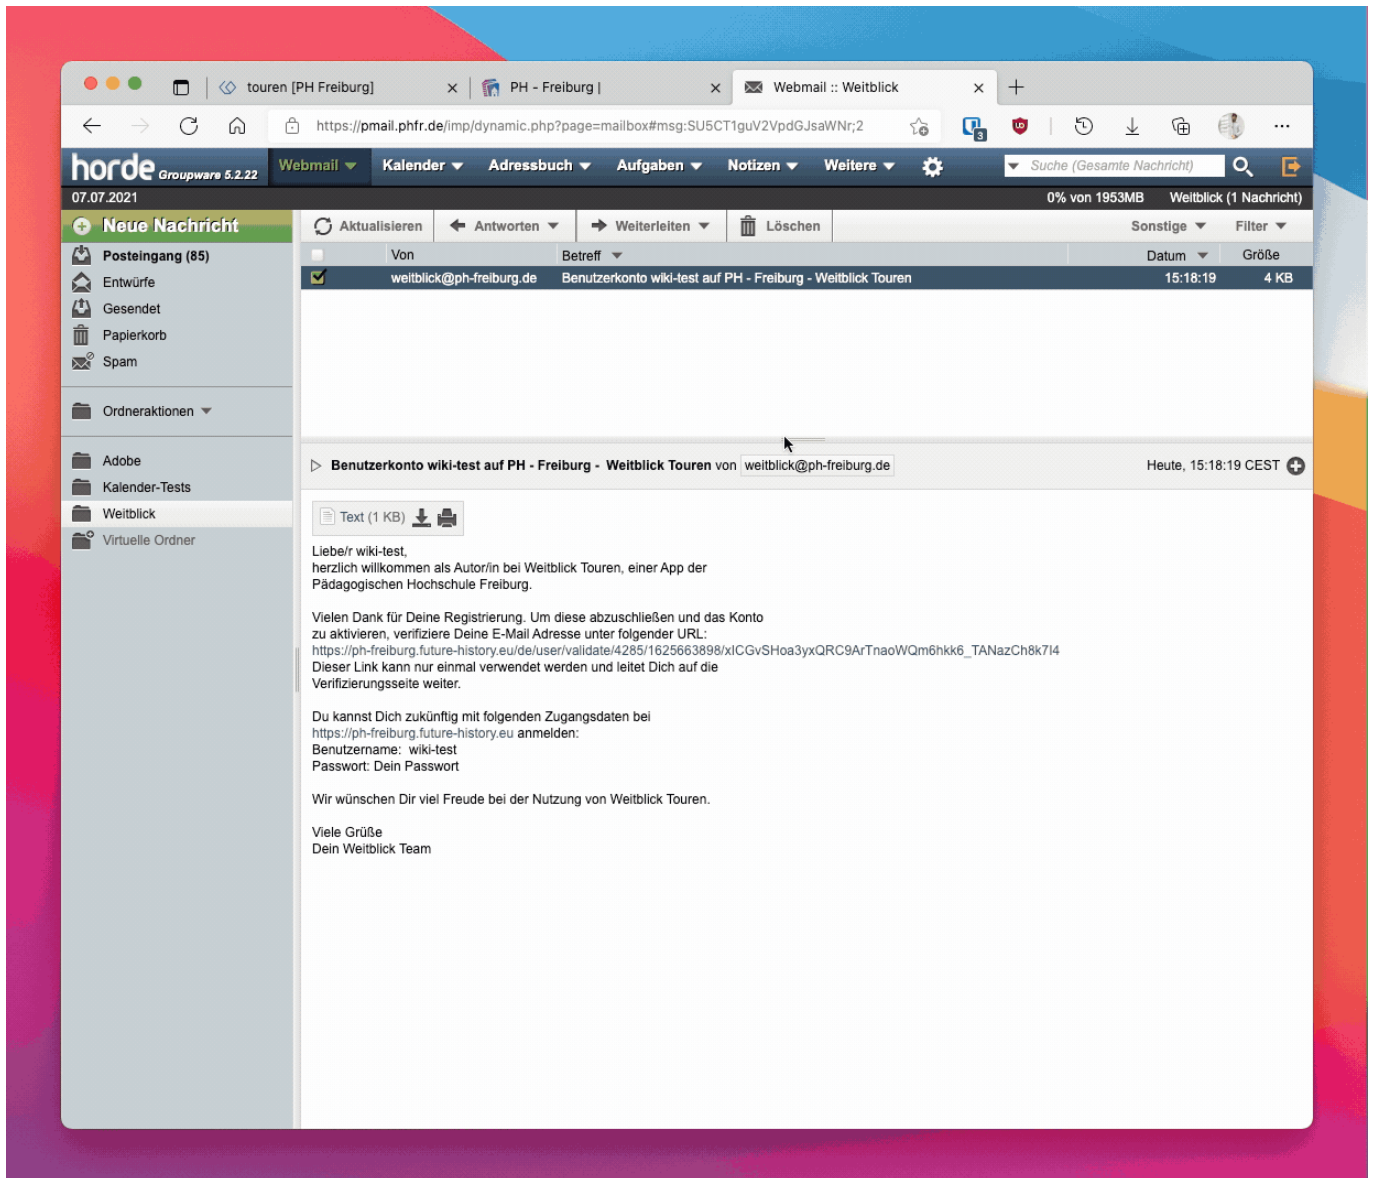 touren [PH Freiburg]
PH - Freiburg |
Webmail :: Weitblick
https://pmail.phfr.de/imp/dynamic.php?page=mailbox#msg:SU5CT1guV2VpdGJsaWNr;2
3
horde Groupware 5.2.22
Webmail
Kalender
Adressbuch
Aufgaben
Notizen
Weitere
Suche (Gesamte Nachricht)
07.07.2021
0% von 1953MB
Weitblick (1 Nachricht)
Neue Nachricht
Aktualisieren
Antworten
Weiterleiten
Löschen
Sonstige
Filter
Posteingang (85)
Entwürfe
Gesendet
Papierkorb
Spam
Ordneraktionen
Adobe
Kalender-Tests
Weitblick
Virtuelle Ordner
Von
Betreff
Datum
Größe
weitblick@ph-freiburg.de
Benutzerkonto wiki-test auf PH - Freiburg - Weitblick Touren
15:18:19
4 KB
Benutzerkonto wiki-test auf PH - Freiburg - Weitblick Touren von weitblick@ph-freiburg.de
Heute, 15:18:19 CEST
Text (1 KB)
Liebe/r wiki-test,
herzlich willkommen als Autor/in bei Weitblick Touren, einer App der
Pädagogischen Hochschule Freiburg.
Vielen Dank für Deine Registrierung. Um diese abzuschließen und das Konto
zu aktivieren, verifiziere Deine E-Mail Adresse unter folgender URL:
https://ph-freiburg.future-history.eu/de/user/validate/4285/1625663898/xICGvSHoa3yxQRC9ArTnaoWQm6hkk6_TANazCh8k7I4
Dieser Link kann nur einmal verwendet werden und leitet Dich auf die
Verifizierungsseite weiter.
Du kannst Dich zukünftig mit folgenden Zugangsdaten bei
https://ph-freiburg.future-history.eu anmelden:
Benutzername: wiki-test
Passwort: Dein Passwort
Wir wünschen Dir viel Freude bei der Nutzung von Weitblick Touren.
Viele Grüße
Dein Weitblick Team